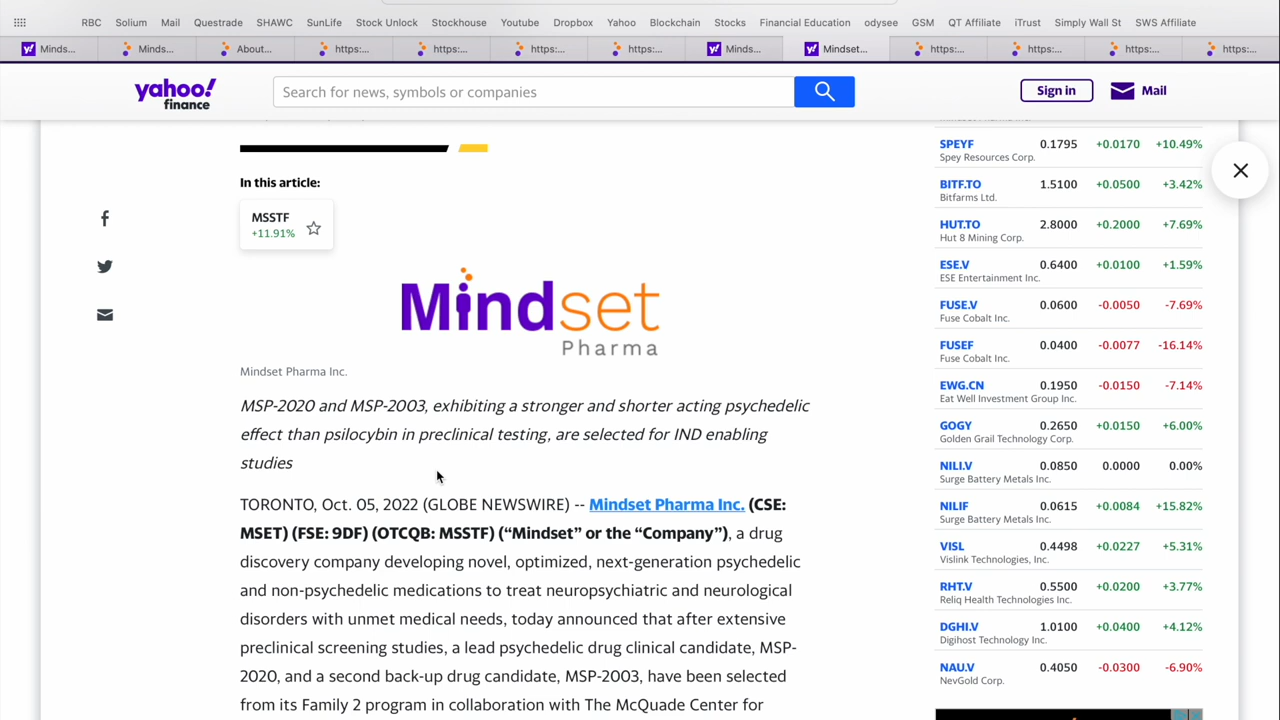 RBC Solium Mail Questrade SHAWC SunLife Stock Unlock Stockhouse Youtube Dropbox Yahoo Blockchain Stocks Financial Education odysee GSM QT Affiliate iTrust Simply Wall St SWS Affiliate
Minds... Minds... About... https:... https:... https:... https:... Minds... Mindset... https:... https:... https:... https:...
yahoo!
finance
Search for news, symbols or companies
Sign in
Mail
In this article:
MSSTF
+11.91%
Mindset
Pharma
Mindset Pharma Inc.
MSP-2020 and MSP-2003, exhibiting a stronger and shorter acting psychedelic
effect than psilocybin in preclinical testing, are selected for IND enabling
studies
TORONTO, Oct. 05, 2022 (GLOBE NEWSWIRE) -- Mindset Pharma Inc. (CSE:
MSET) (FSE: 9DF) (OTCQB: MSSTF) (“Mindset” or the “Company”), a drug
discovery company developing novel, optimized, next-generation psychedelic
and non-psychedelic medications to treat neuropsychiatric and neurological
disorders with unmet medical needs, today announced that after extensive
preclinical screening studies, a lead psychedelic drug clinical candidate, MSP-
2020, and a second back-up drug candidate, MSP-2003, have been selected
from its Family 2 program in collaboration with The McQuade Center for
SPEYF 0.1795 +0.0170 +10.49%
Spey Resources Corp.
BITF.TO 1.5100 +0.0500 +3.42%
Bitfarms Ltd.
HUT.TO 2.8000 +0.2000 +7.69%
Hut 8 Mining Corp.
ESE.V 0.6400 +0.0100 +1.59%
ESE Entertainment Inc.
FUSE.V 0.0600 -0.0050 -7.69%
Fuse Cobalt Inc.
FUSEF 0.0400 -0.0077 -16.14%
Fuse Cobalt Inc.
EWG.CN 0.1950 -0.0150 -7.14%
Eat Well Investment Group Inc.
GOGY 0.2650 +0.0150 +6.00%
Golden Grail Technology Corp.
NILI.V 0.0850 0.0000 0.00%
Surge Battery Metals Inc.
NILIF 0.0615 +0.0084 +15.82%
Surge Battery Metals Inc.
VISL 0.4498 +0.0227 +5.31%
Vislink Technologies, Inc.
RHT.V 0.5500 +0.0200 +3.77%
Reliq Health Technologies Inc.
DGHI.V 1.0100 +0.0400 +4.12%
Digihost Technology Inc.
NAU.V 0.4050 -0.0300 -6.90%
NevGold Corp.